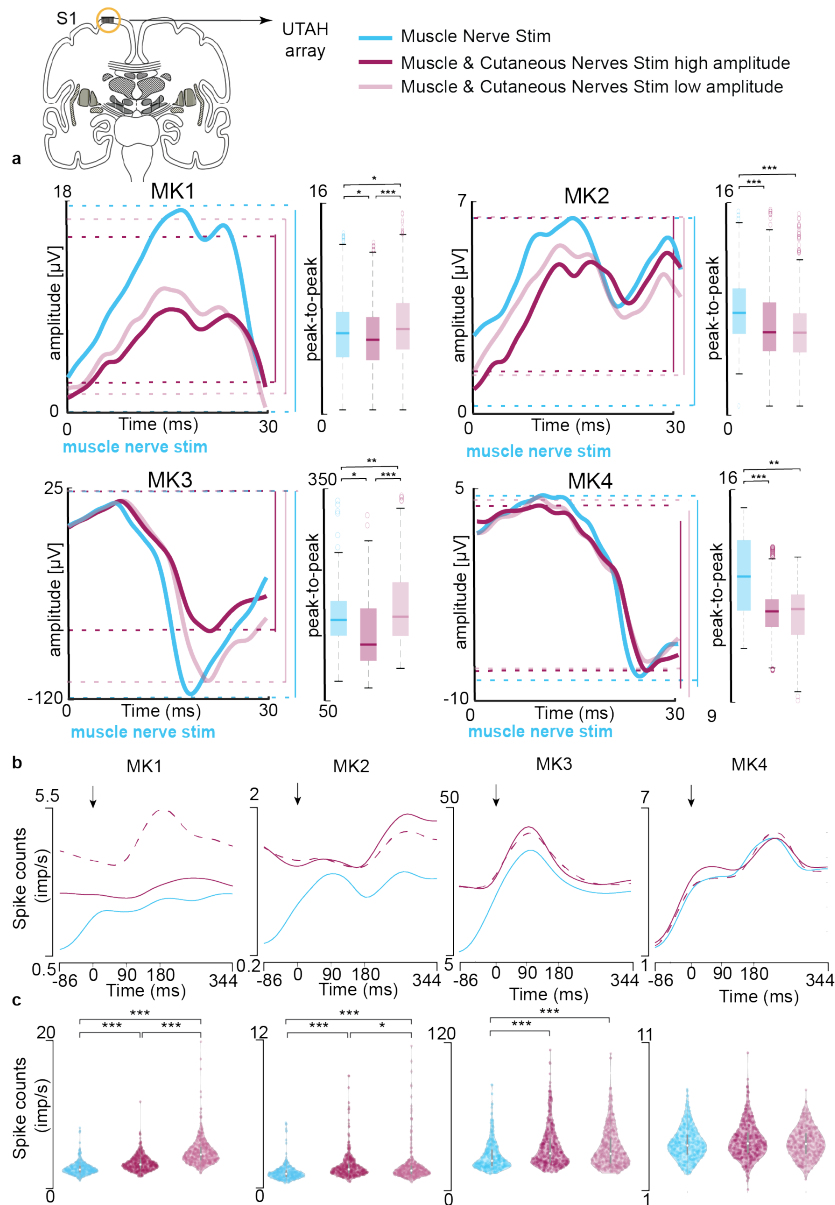 S1
UTAH
array
Muscle Nerve Stim
Muscle & Cutaneous Nerves Stim high amplitude
Muscle & Cutaneous Nerves Stim low amplitude
a
MK1
18
amplitude [µV]
0
0 Time (ms) 30
muscle nerve stim
16
peak-to-peak
0
*
* ***
MK2
7
amplitude [µV]
0
0 Time (ms) 30
muscle nerve stim
16
peak-to-peak
0
***
***
MK3
25
amplitude [µV]
-120
0 Time (ms) 30
muscle nerve stim
350
peak-to-peak
50
**
* ***
MK4
5
amplitude [µV]
-10
0 Time (ms) 30
muscle nerve stim
16
peak-to-peak
9
**
***
b
MK1 MK2 MK3 MK4
Spike counts
(imp/s)
5.5 2 50 7
0.5 0.2 5 1
-86 0 90 180 344
Time (ms)
-86 0 90 180 344
Time (ms)
-86 0 90 180 344
Time (ms)
-86 0 90 180 344
Time (ms)
c
Spike counts
(imp/s)
20 12 120 11
***
*** ***
***
*** *
***
***
0 0 0 1